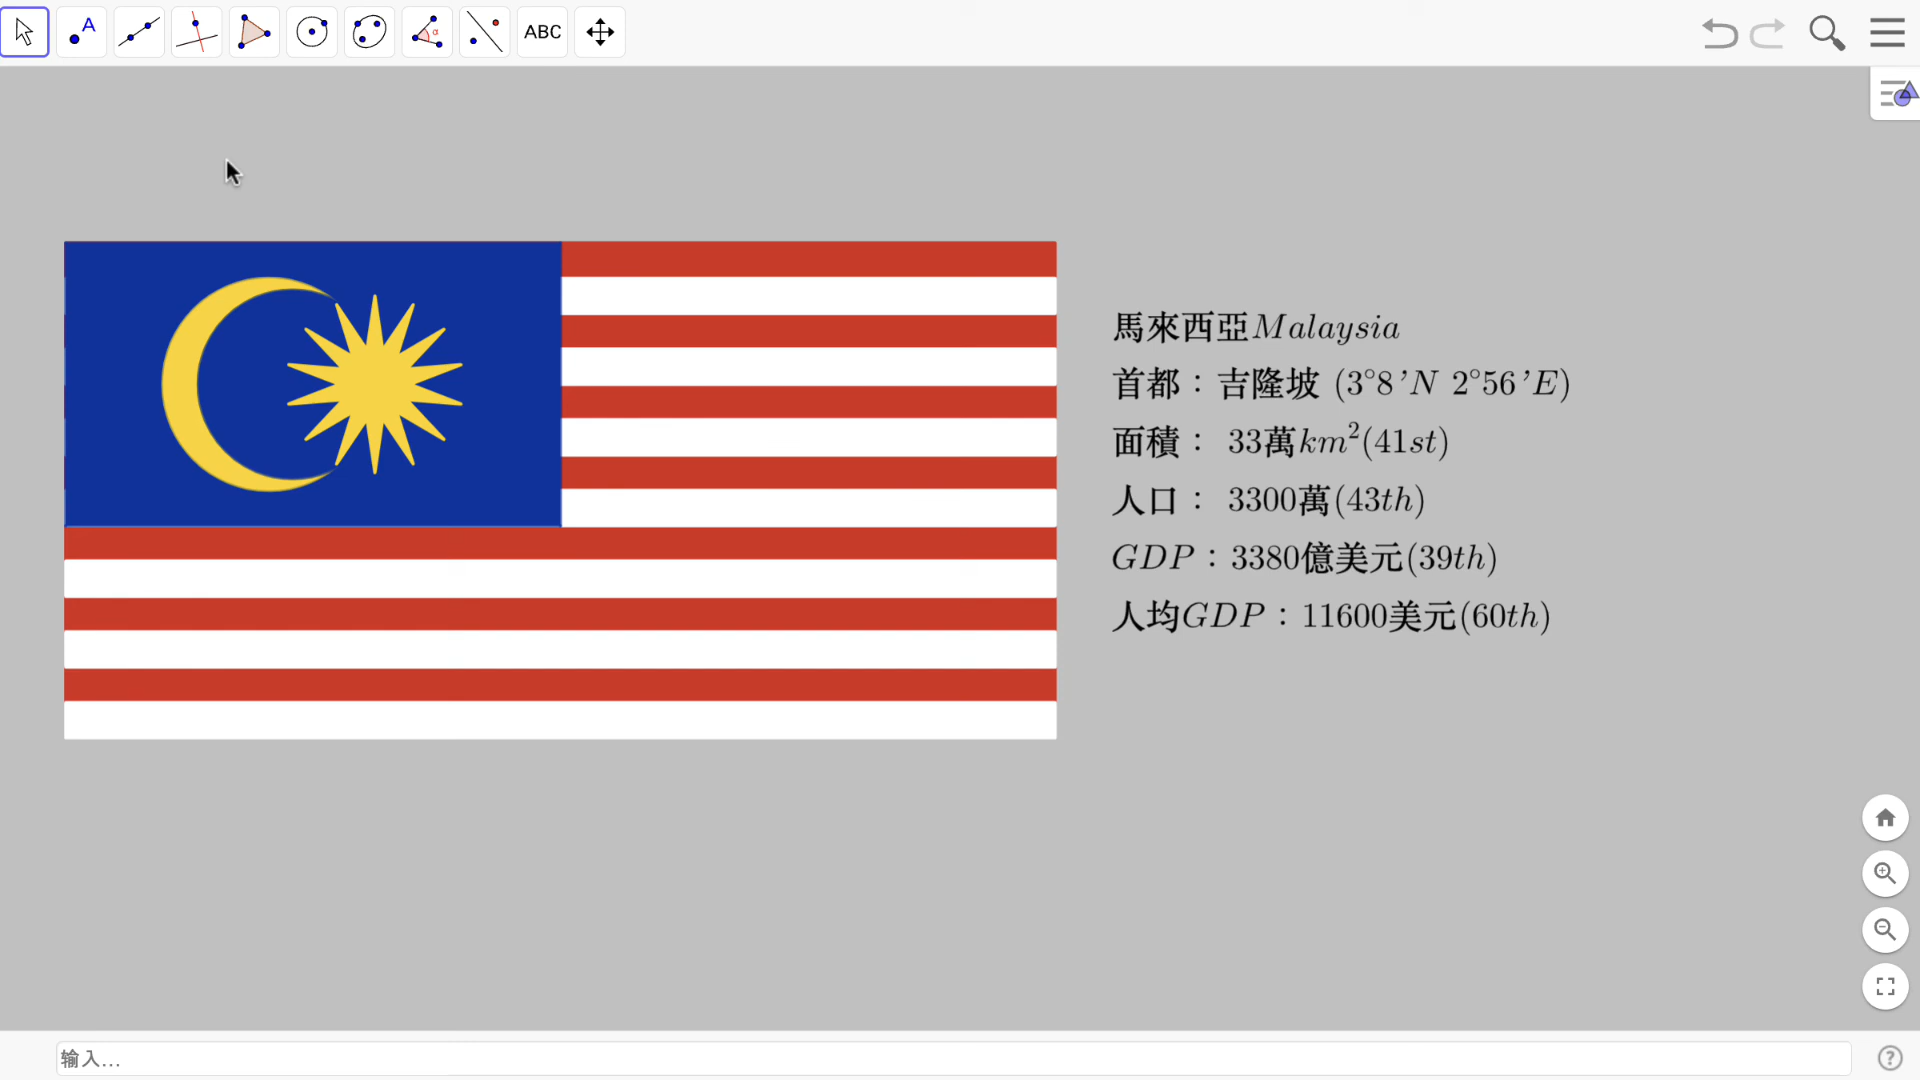 A
α
ABC
馬來西亞Malaysia
首都：吉隆坡 (3°8’N 2°56’E)
面積： 33萬km²(41st)
人口： 3300萬(43th)
GDP：3380億美元(39th)
人均GDP：11600美元(60th)
输入…
?